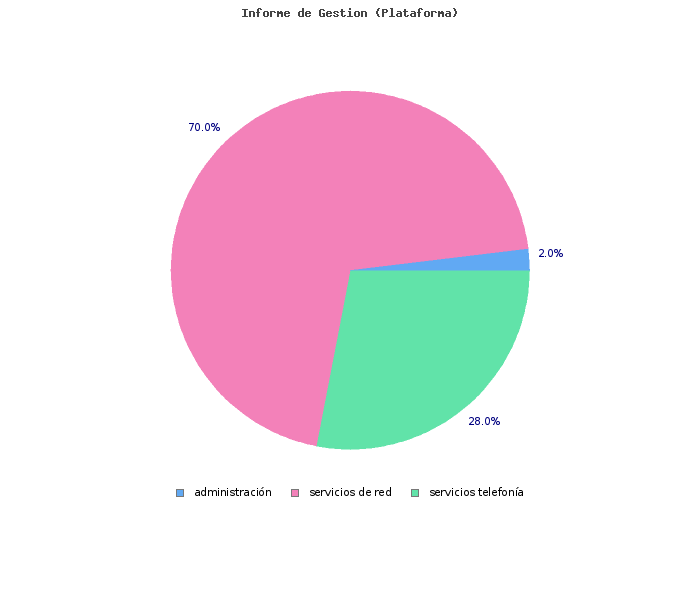 Informe de Gestion (Plataforma)
70.0%
2.0%
28.0%
administración servicios de red servicios telefonía